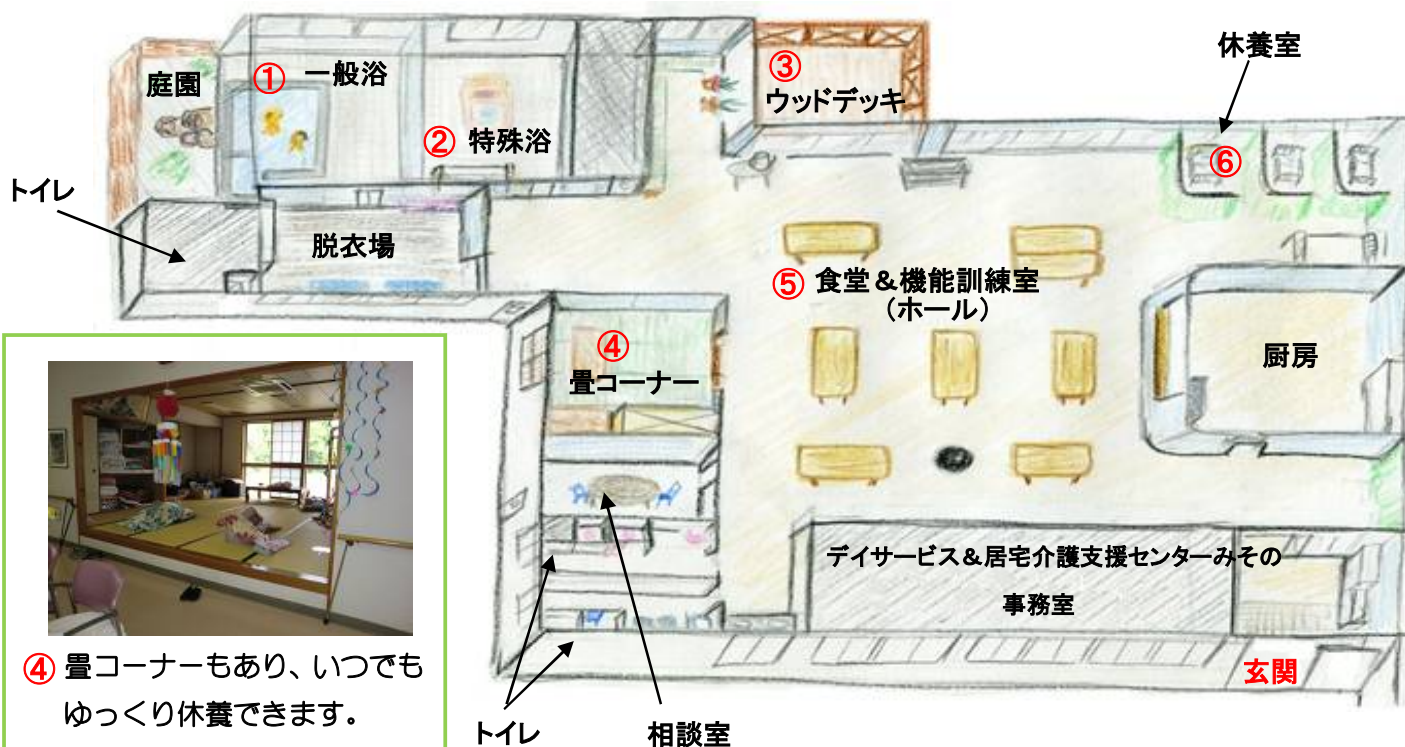 庭園
① 一般浴
② 特殊浴
③
ウッドデッキ
休養室
⑥
トイレ
脱衣場
⑤ 食堂&機能訓練室
(ホール)
④
畳コーナー
厨房
デイサービス&居宅介護支援センターみその
事務室
玄関
④ 畳コーナーもあり、いつでも
ゆっくり休養できます。
トイレ
相談室